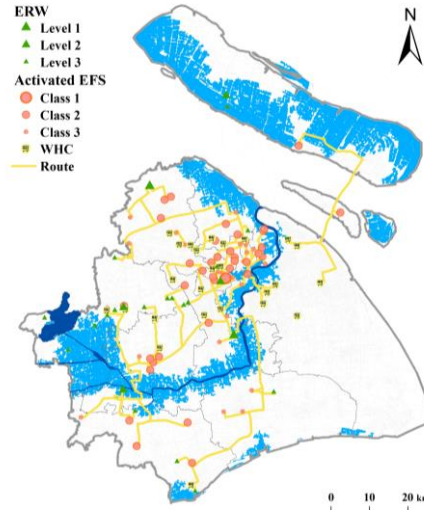 ERW
Level 1
Level 2
Level 3
Activated EFS
Class 1
Class 2
Class 3
WHC
Route
N
0 10 20 km